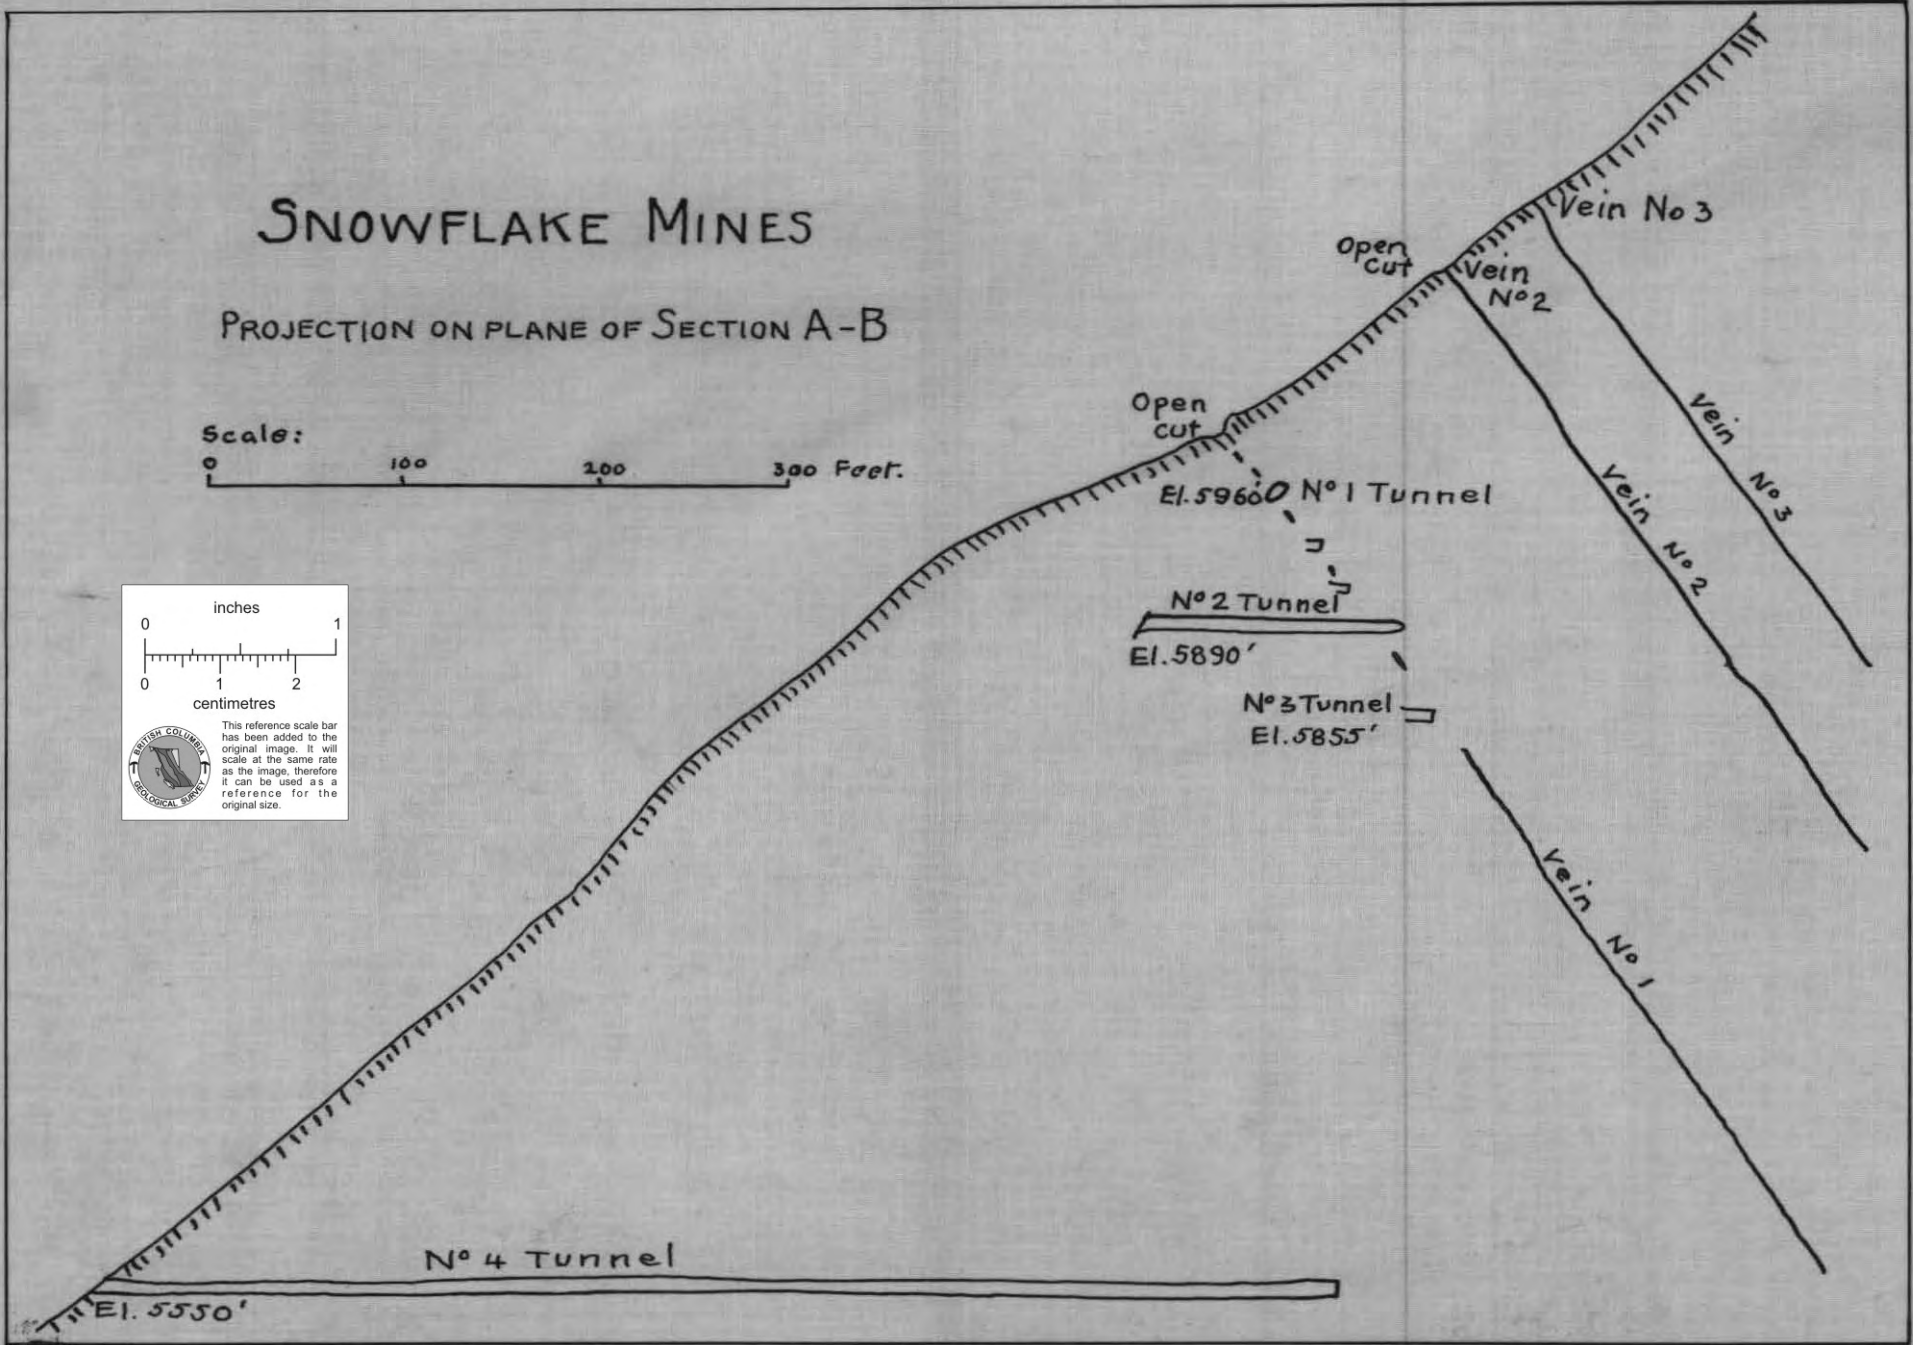 SNOWFLAKE MINES
PROJECTION ON PLANE OF SECTION A-B
Scale:
0 100 200 300 Feet.
inches
0 1
0 1 2
centimetres
BRITISH COLUMBIA
GEOLOGICAL SURVEY
This reference scale bar
has been added to the
original image. It will
scale at the same rate
as the image, therefore
it can be used as a
reference for the
original size.
Vein No 3
Open
cut
Vein
No 2
Open
cut
El. 5960 No 1 Tunnel
No 2 Tunnel
El. 5890'
No 3 Tunnel
El. 5855'
Vein No 3
Vein No 2
Vein No 1
No 4 Tunnel
El. 5550'